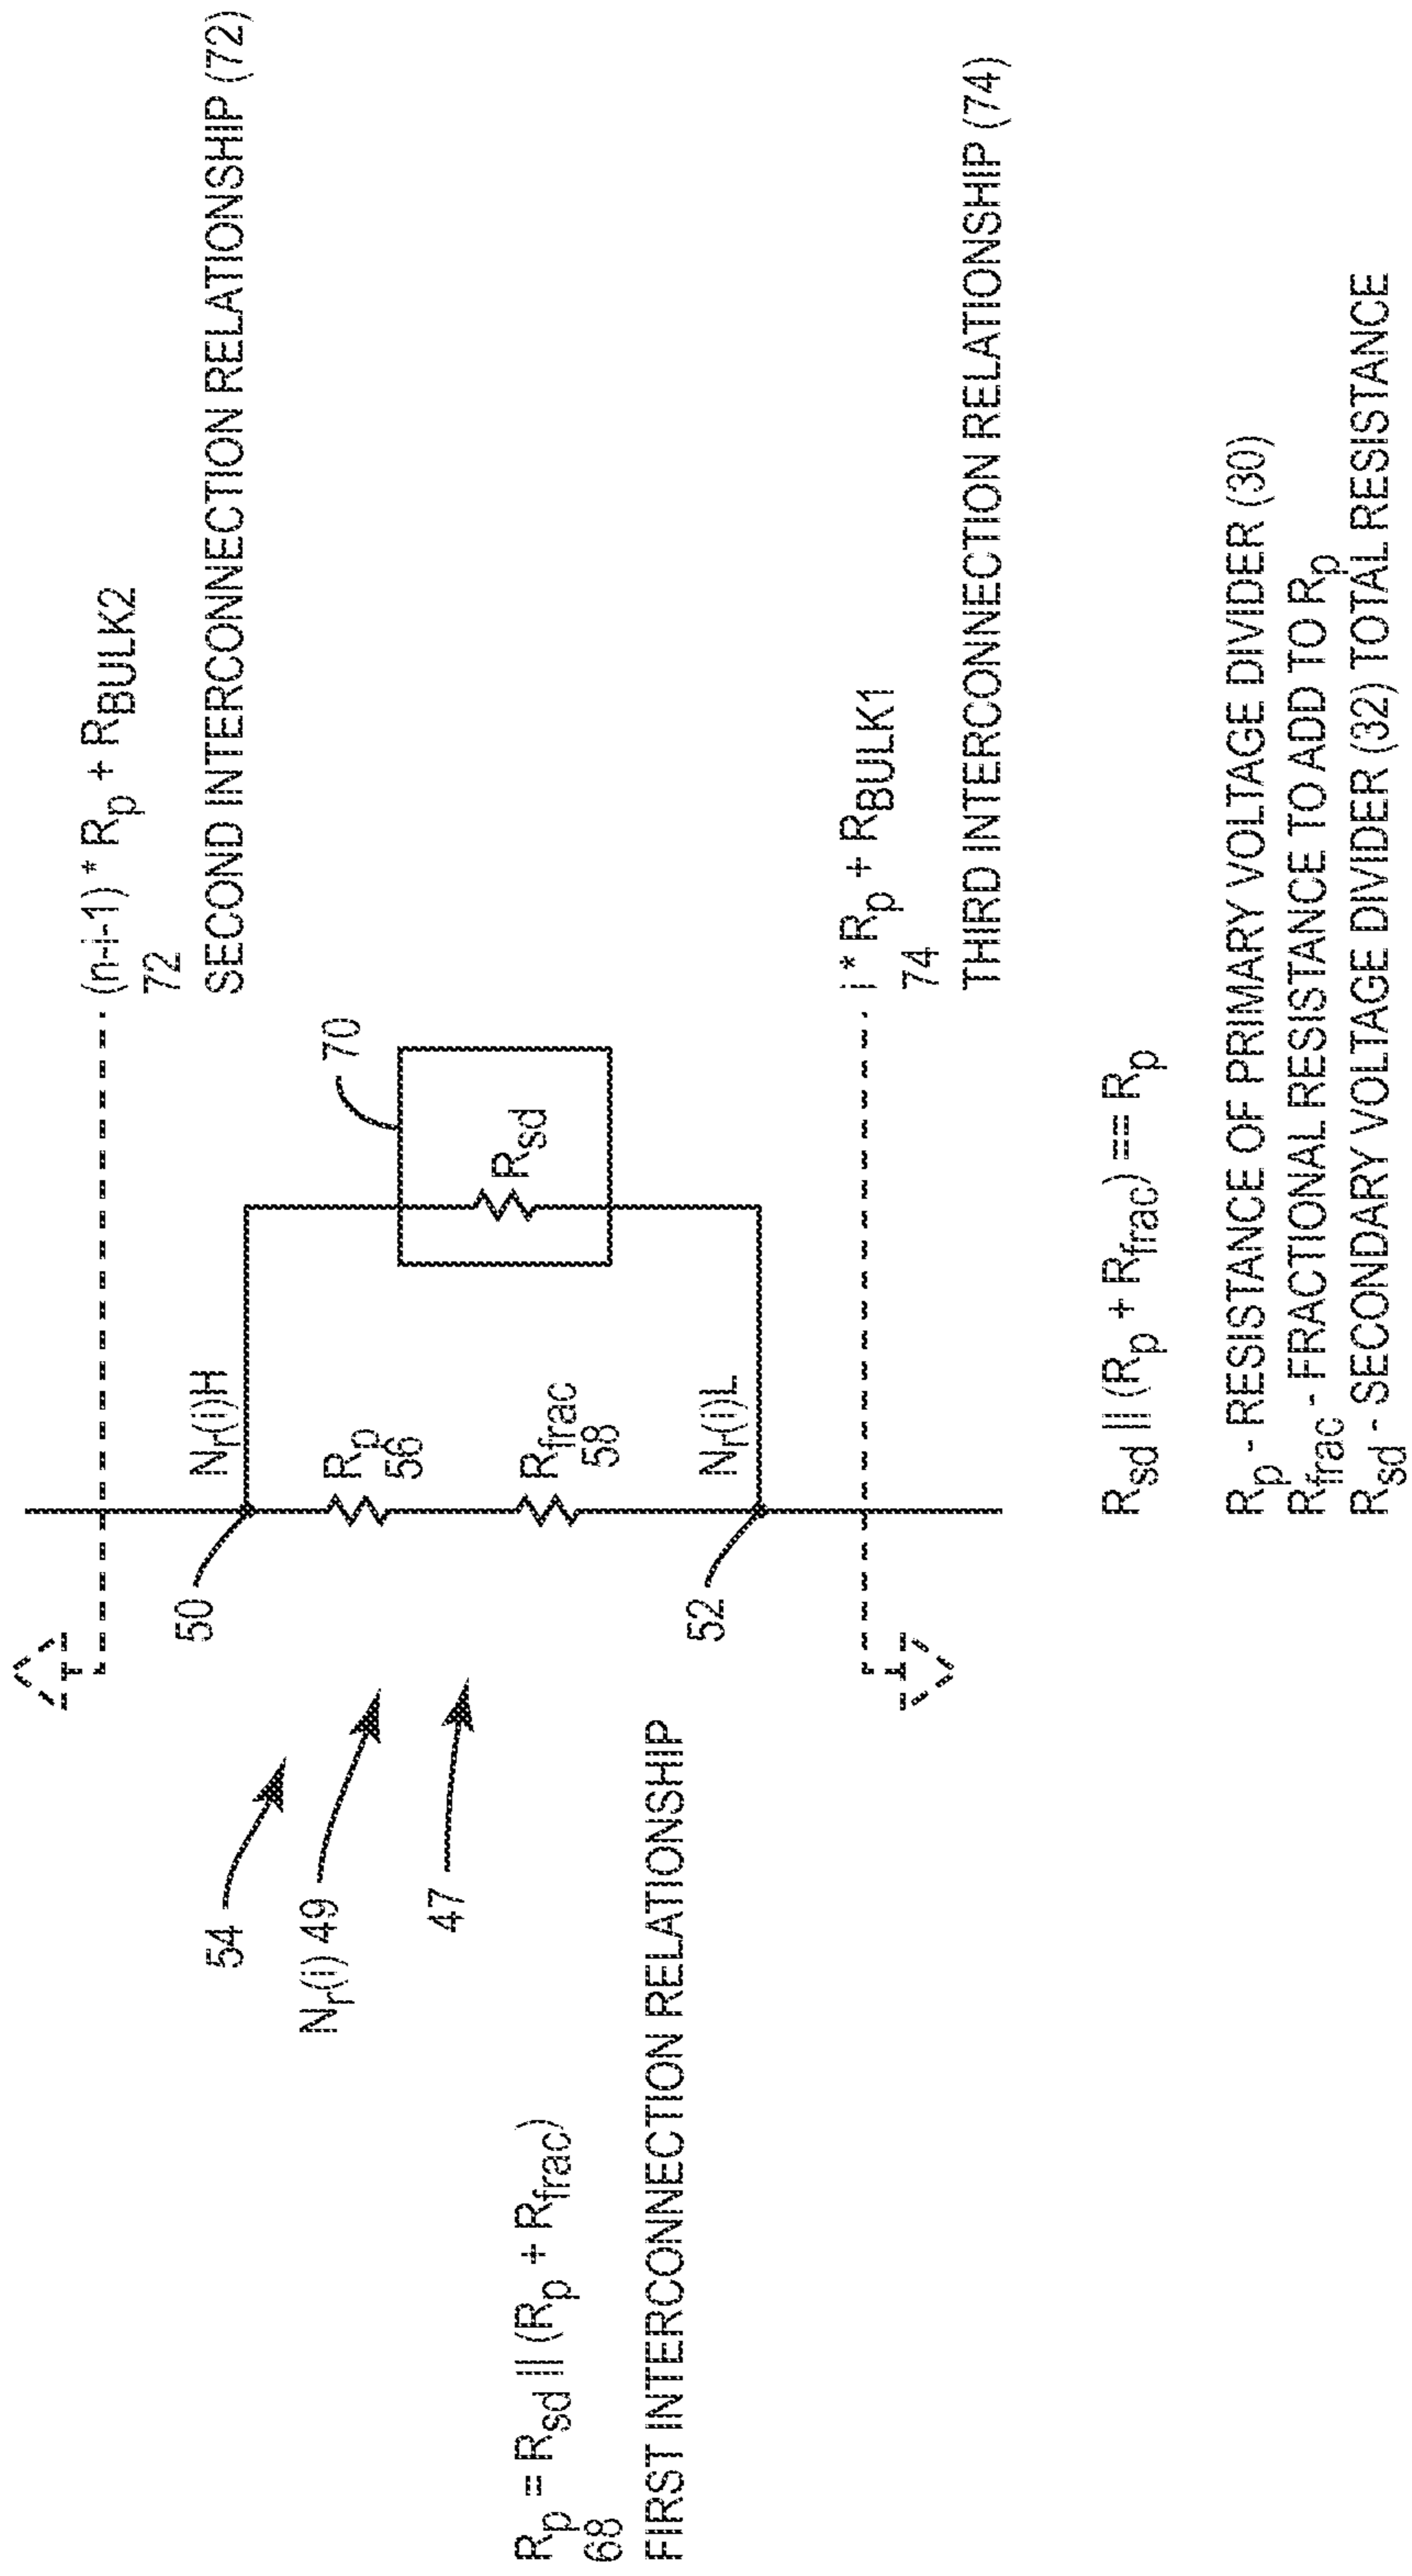 (n-i-1) * Rp + RBULK2
72
SECOND INTERCONNECTION RELATIONSHIP (72)
70
50
Nr(i)H
54
Rp
56
Rsd
Nr(i) 49
47
Rfrac
58
Rp = Rsd || (Rp + Rfrac)
68
FIRST INTERCONNECTION RELATIONSHIP
52
Nr(i)L
i * Rp + RBULK1
74
THIRD INTERCONNECTION RELATIONSHIP (74)
Rsd || (Rp + Rfrac) == Rp
Rp - RESISTANCE OF PRIMARY VOLTAGE DIVIDER (30)
Rfrac - FRACTIONAL RESISTANCE TO ADD TO Rp
Rsd - SECONDARY VOLTAGE DIVIDER (32) TOTAL RESISTANCE